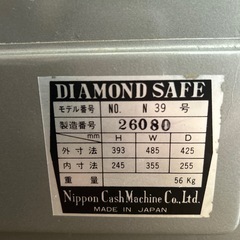 DIAMOND SAFE
モデル番号 NO. N 39 号
製造番号 26080
mm H W D
外寸法 393 485 425
内寸法 245 355 255
重量 56 Kg
Nippon Cash Machine Co., Ltd.
MADE IN JAPAN